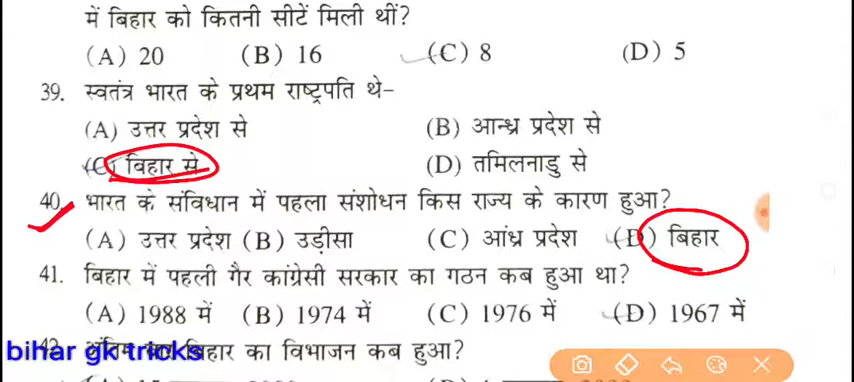 में बिहार को कितनी सीटें मिली थीं?
(A) 20 (B) 16 (C) 8 (D) 5
39. स्वतंत्र भारत के प्रथम राष्ट्रपति थे–
(A) उत्तर प्रदेश से (B) आन्ध्र प्रदेश से
(C) बिहार से (D) तमिलनाडु से
40. भारत के संविधान में पहला संशोधन किस राज्य के कारण हुआ?
(A) उत्तर प्रदेश (B) उड़ीसा (C) आंध्र प्रदेश (D) बिहार
41. बिहार में पहली गैर कांग्रेसी सरकार का गठन कब हुआ था?
(A) 1988 में (B) 1974 में (C) 1976 में (D) 1967 में
bihar gk tricks
बिहार का विभाजन कब हुआ?